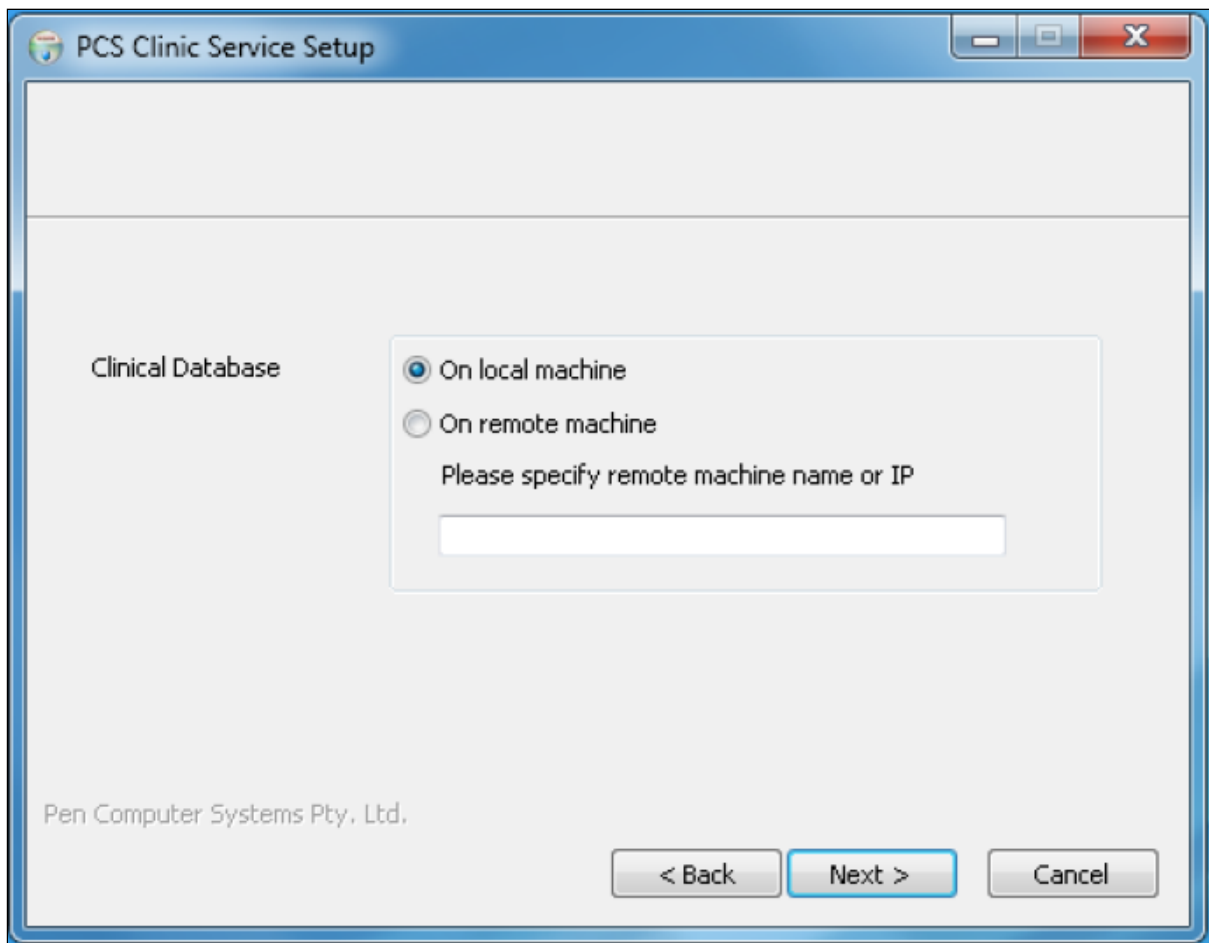 PCS Clinic Service Setup
Clinical Database
On local machine
On remote machine
Please specify remote machine name or IP
Pen Computer Systems Pty. Ltd.
< Back Next > Cancel